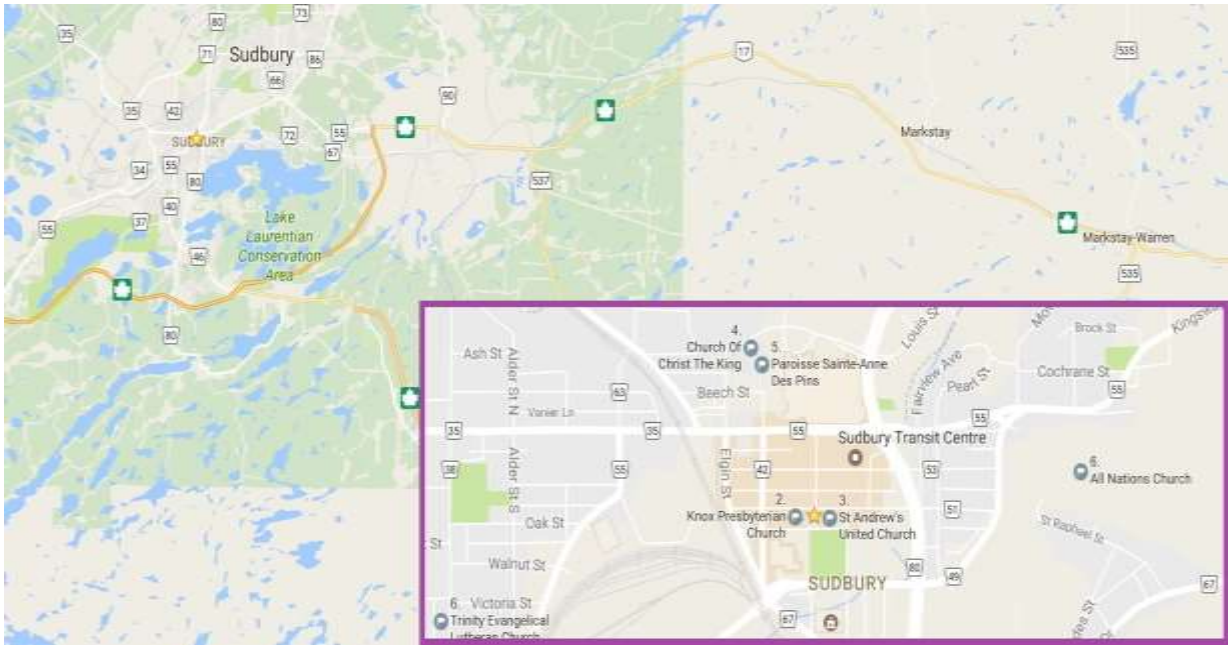 73
80
35
Sudbury
71
86
66
17
535
90
35
42
SUDBURY
72
55
67
Markstay
34
55
80
537
40
37
55
Lake
Laurentian
Conservation
Area
46
Markstay-Warren
535
80
4.
Church Of
Christ The King
5.
Paroisse Sainte-Anne
Des Pins
Louis St
Brock St
Ash St
Alder St N
Beech St
Fairview Ave
Pearl St
Cochrane St
55
63
Vanier Ln
35
35
55
55
Sudbury Transit Centre
38
55
Elgin St
42
53
6.
All Nations Church
Alder St S
2.
Knox Presbyterian
Church
3.
St Andrew's
United Church
51
Oak St
St Raphael St
St
Walnut St
80
49
SUDBURY
67
6.
Victoria St
Trinity Evangelical
Lutheran Church
67